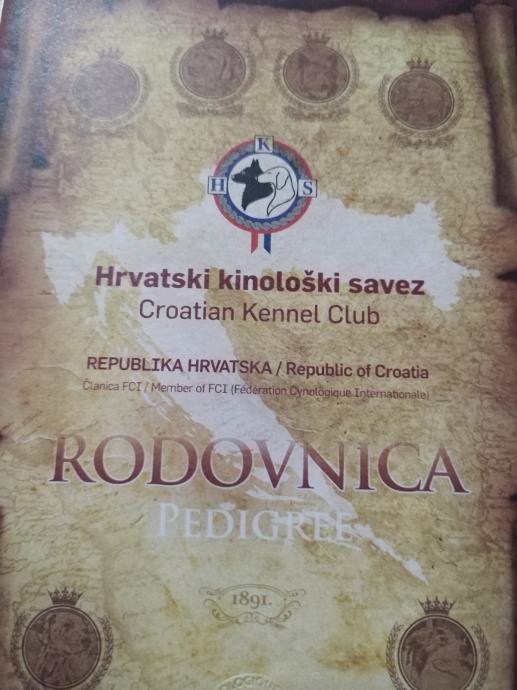 K
H S
Hrvatski kinološki savez
Croatian Kennel Club
REPUBLIKA HRVATSKA / Republic of Croatia
Članica FCI / Member of FCI (Fédération Cynologique Internationale)
RODOVNICA
PEDIGREE
1891.